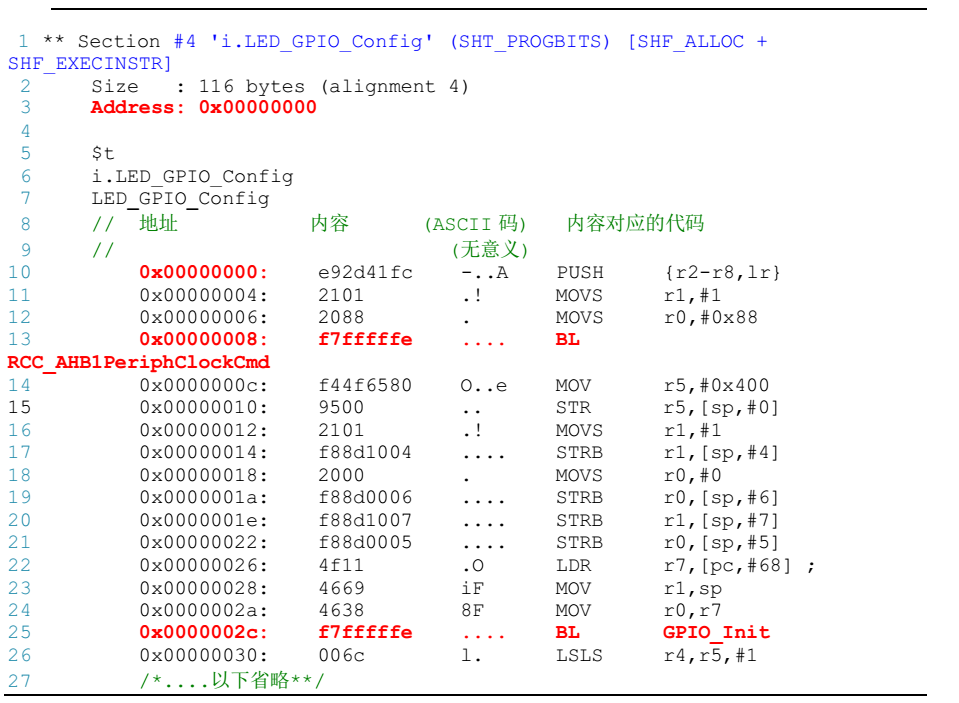 1 ** Section #4 'i.LED_GPIO_Config' (SHT_PROGBITS) [SHF_ALLOC +
SHF_EXECINSTR]
2 Size : 116 bytes (alignment 4)
3 Address: 0x00000000
4
5 $t
6 i.LED_GPIO_Config
7 LED_GPIO_Config
8 // 地址 内容 (ASCII 码) 内容对应的代码
9 // (无意义)
10 0x00000000: e92d41fc -..A PUSH {r2-r8,lr}
11 0x00000004: 2101 .! MOVS r1,#1
12 0x00000006: 2088 . MOVS r0,#0x88
13 0x00000008: f7fffffe .... BL
RCC_AHB1PeriphClockCmd
14 0x0000000c: f44f6580 O..e MOV r5,#0x400
15 0x00000010: 9500 .. STR r5,[sp,#0]
16 0x00000012: 2101 .! MOVS r1,#1
17 0x00000014: f88d1004 .... STRB r1,[sp,#4]
18 0x00000018: 2000 . MOVS r0,#0
19 0x0000001a: f88d0006 .... STRB r0,[sp,#6]
20 0x0000001e: f88d1007 .... STRB r1,[sp,#7]
21 0x00000022: f88d0005 .... STRB r0,[sp,#5]
22 0x00000026: 4f11 .O LDR r7,[pc,#68] ;
23 0x00000028: 4669 iF MOV r1,sp
24 0x0000002a: 4638 8F MOV r0,r7
25 0x0000002c: f7fffffe .... BL GPIO_Init
26 0x00000030: 006c l. LSLS r4,r5,#1
27 /*....以下省略**/